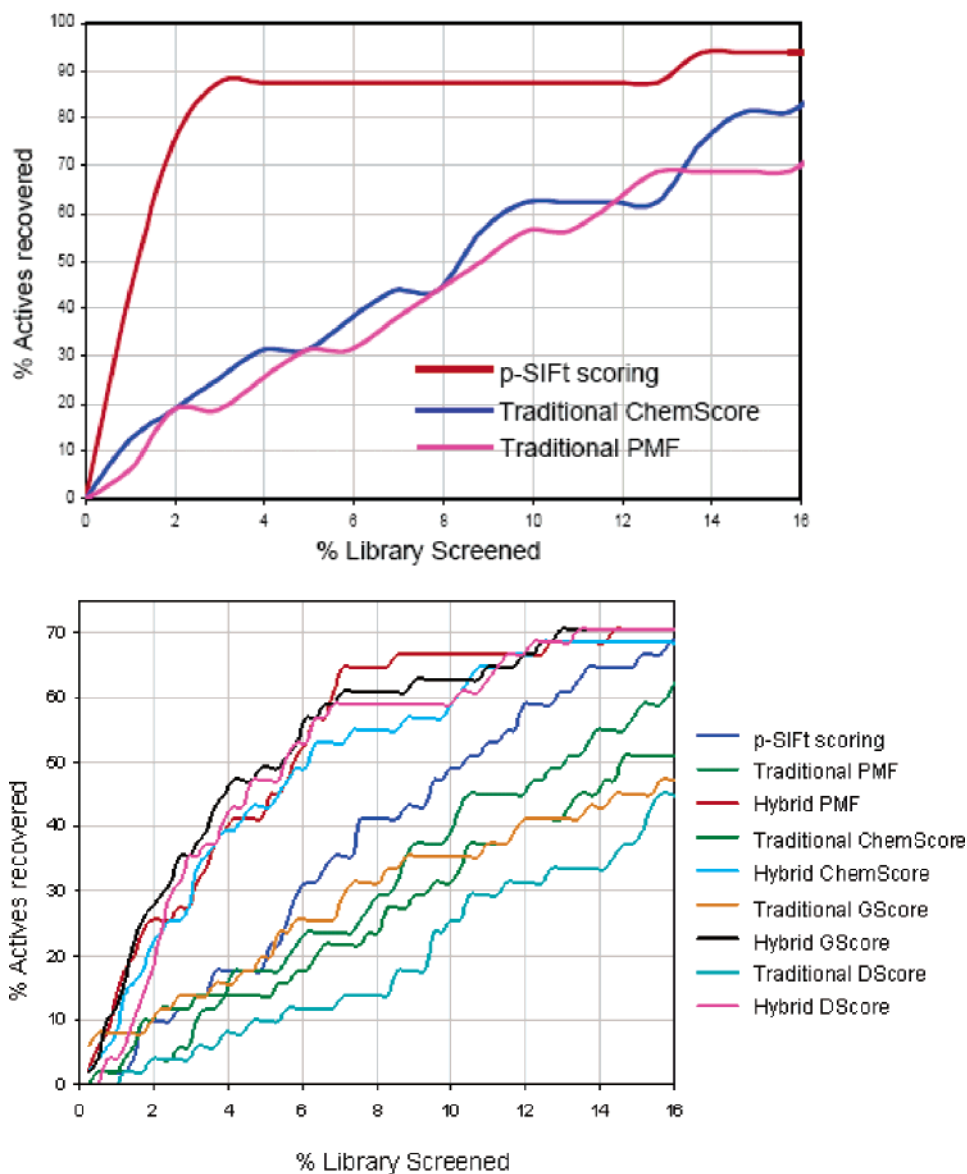 100
90
80
70
60
50
40
30
20
10
0
% Actives recovered
p-SIFt scoring
Traditional ChemScore
Traditional PMF
0 2 4 6 8 10 12 14 16
% Library Screened
70
60
50
40
30
20
10
0
% Actives recovered
p-SIFt scoring
Traditional PMF
Hybrid PMF
Traditional ChemScore
Hybrid ChemScore
Traditional GScore
Hybrid GScore
Traditional DScore
Hybrid DScore
0 2 4 6 8 10 12 14 16
% Library Screened